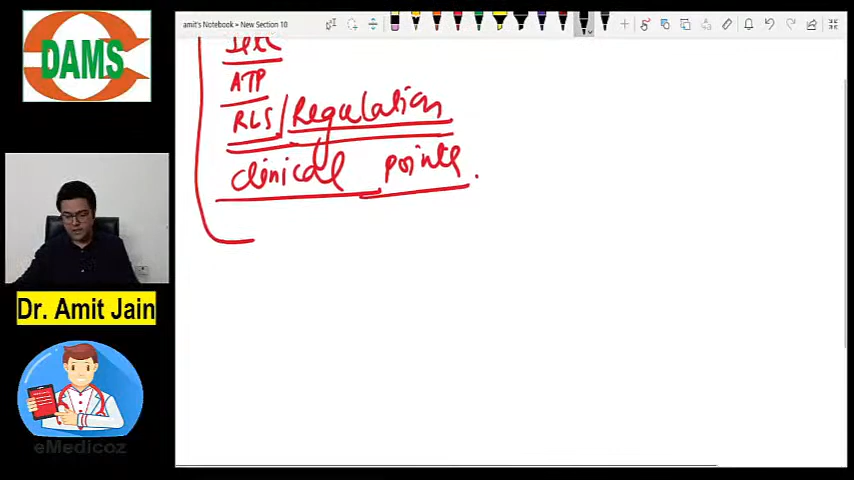 DAMS
amit's Notebook > New Section 10
ATP
RLS/Regulation
clinical points.
Dr. Amit Jain
eMedicoz